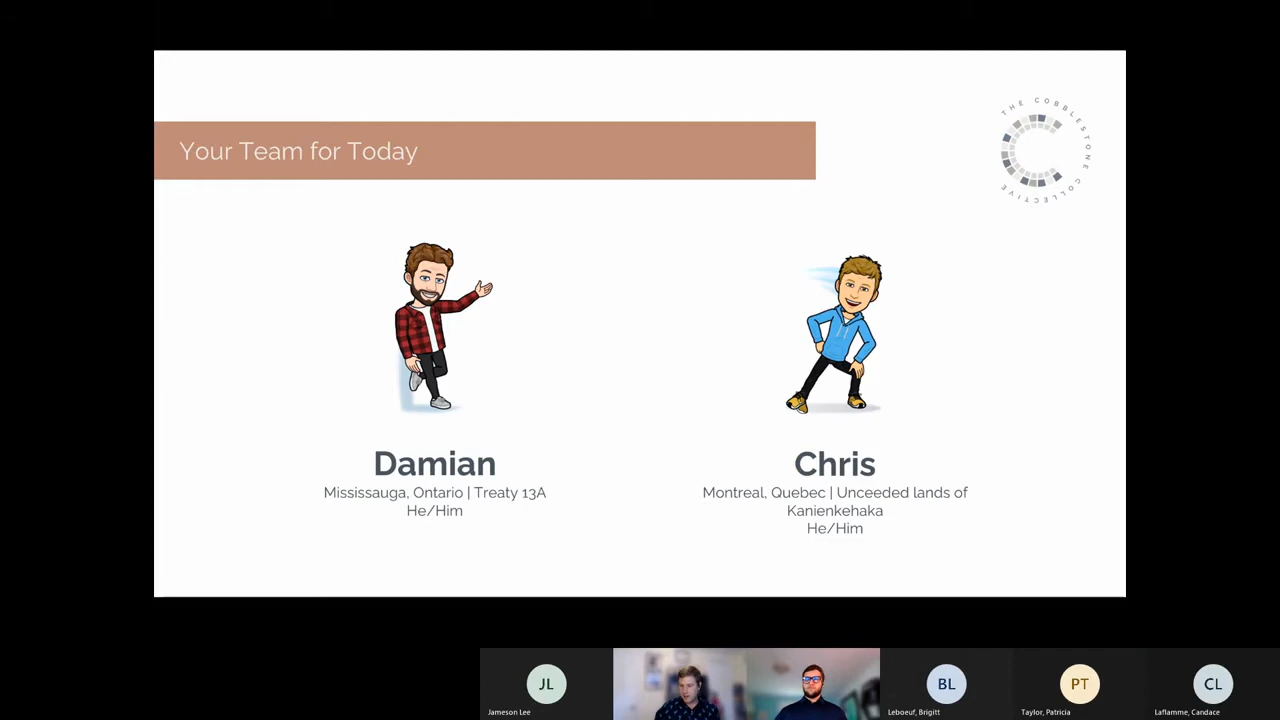 Your Team for Today
THE COBBLESTONE COLLECTIVE
Damian
Mississauga, Ontario | Treaty 13A
He/Him
Chris
Montreal, Quebec | Unceeded lands of
Kanienkehaka
He/Him
JL
Jameson Lee
BL
Leboeuf, Brigitt
PT
Taylor, Patricia
CL
Laflamme, Candace